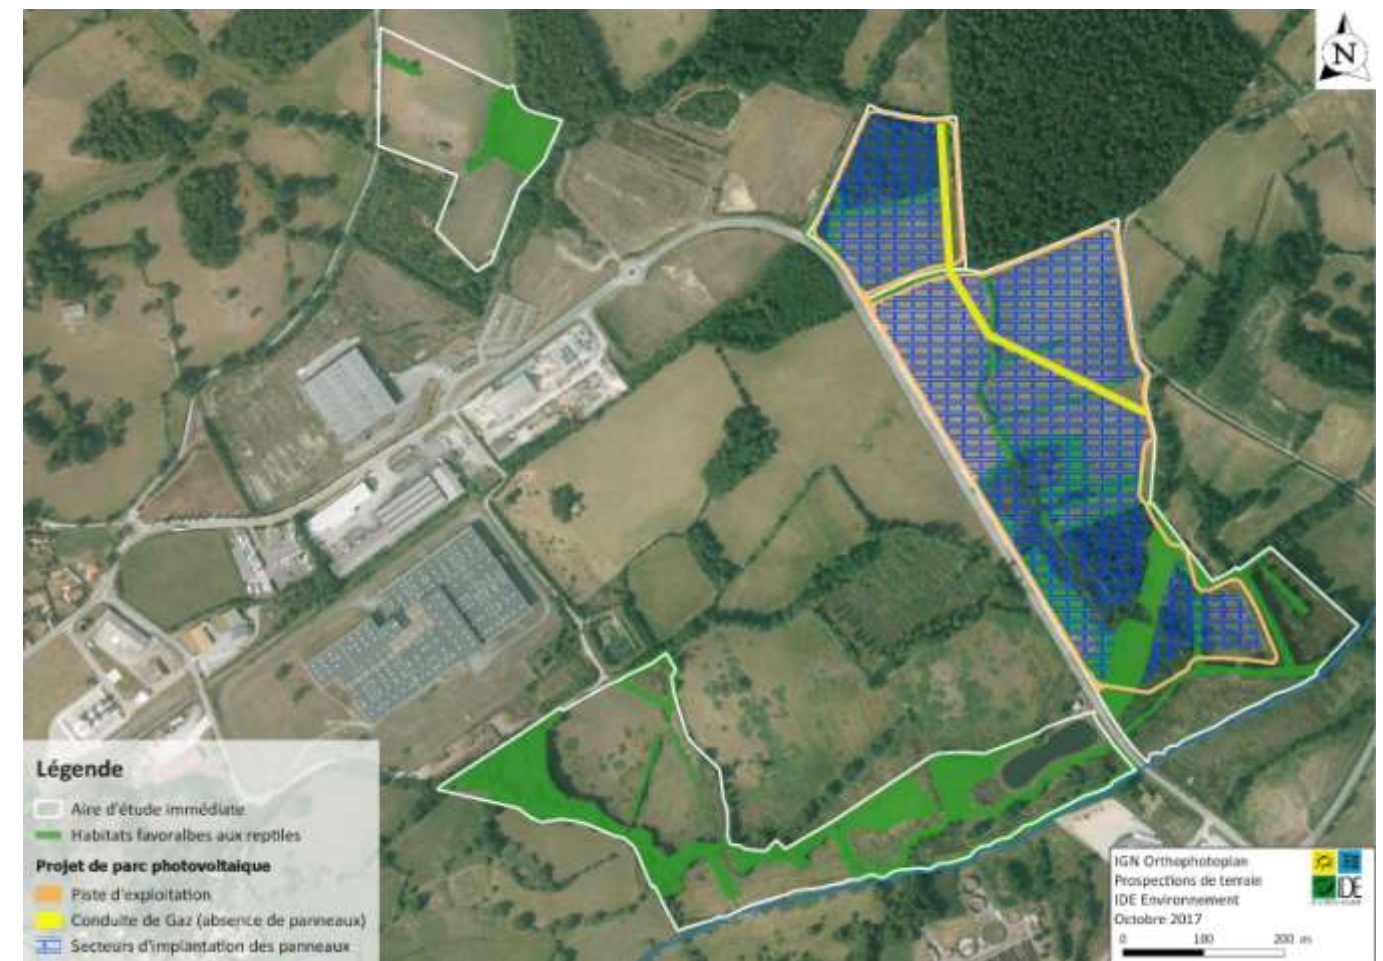 N
Légende
Aire d'étude immédiate
Habitats favoralbes aux reptiles
Projet de parc photovoltaique
Piste d'exploitation
Conduite de Gaz (absence de panneaux)
Secteurs d'implantation des panneaux
IGN Orthophotoplan
Prospections de terrain
IDE Environnement
Octobre 2017
0 100 200 m
IDE